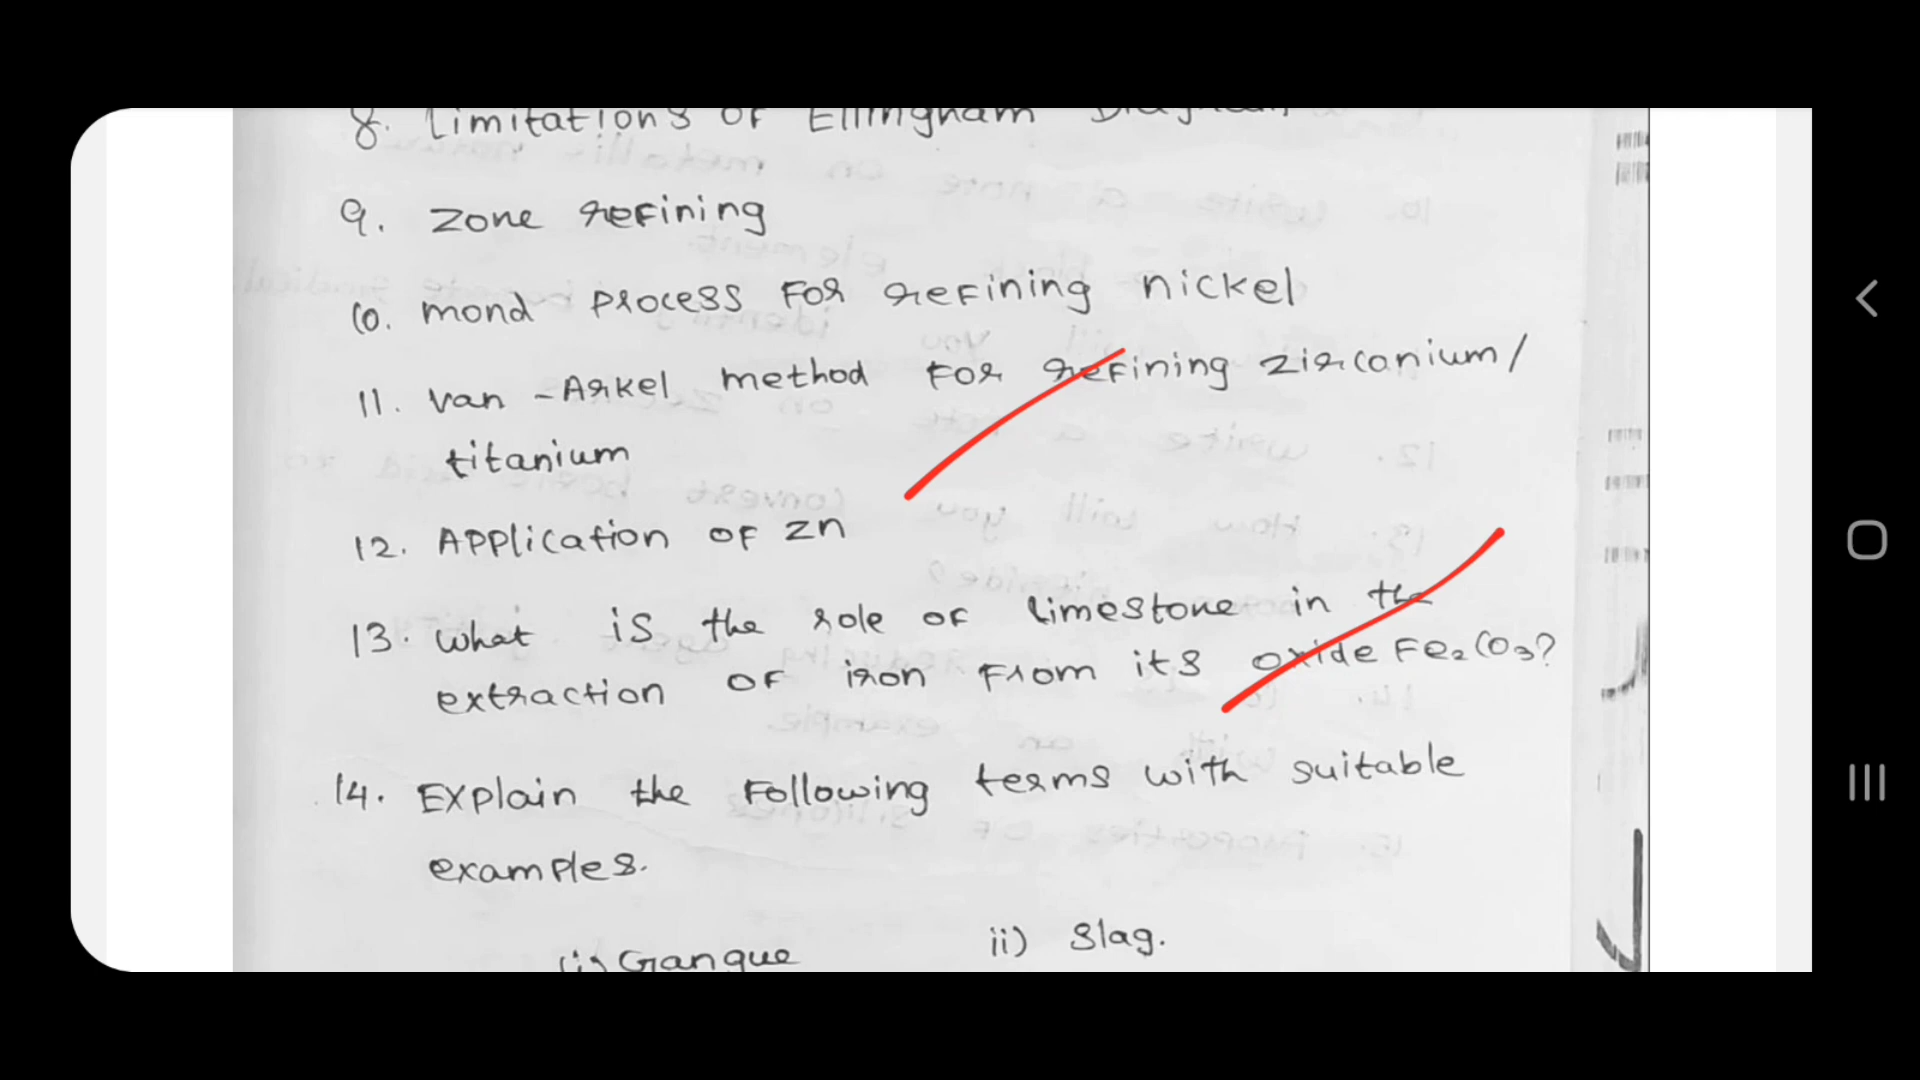 8. Limitations of Ellingham Diagram
9. zone refining
10. mond process for refining nickel
11. van-Arkel method for refining zirconium/
titanium
12. Application of zn
13. what is the role of limestone in the
extraction of iron from its oxide Fe₂CO₃?
14. Explain the following terms with suitable
examples.
(i) Gangue ii) Slag.